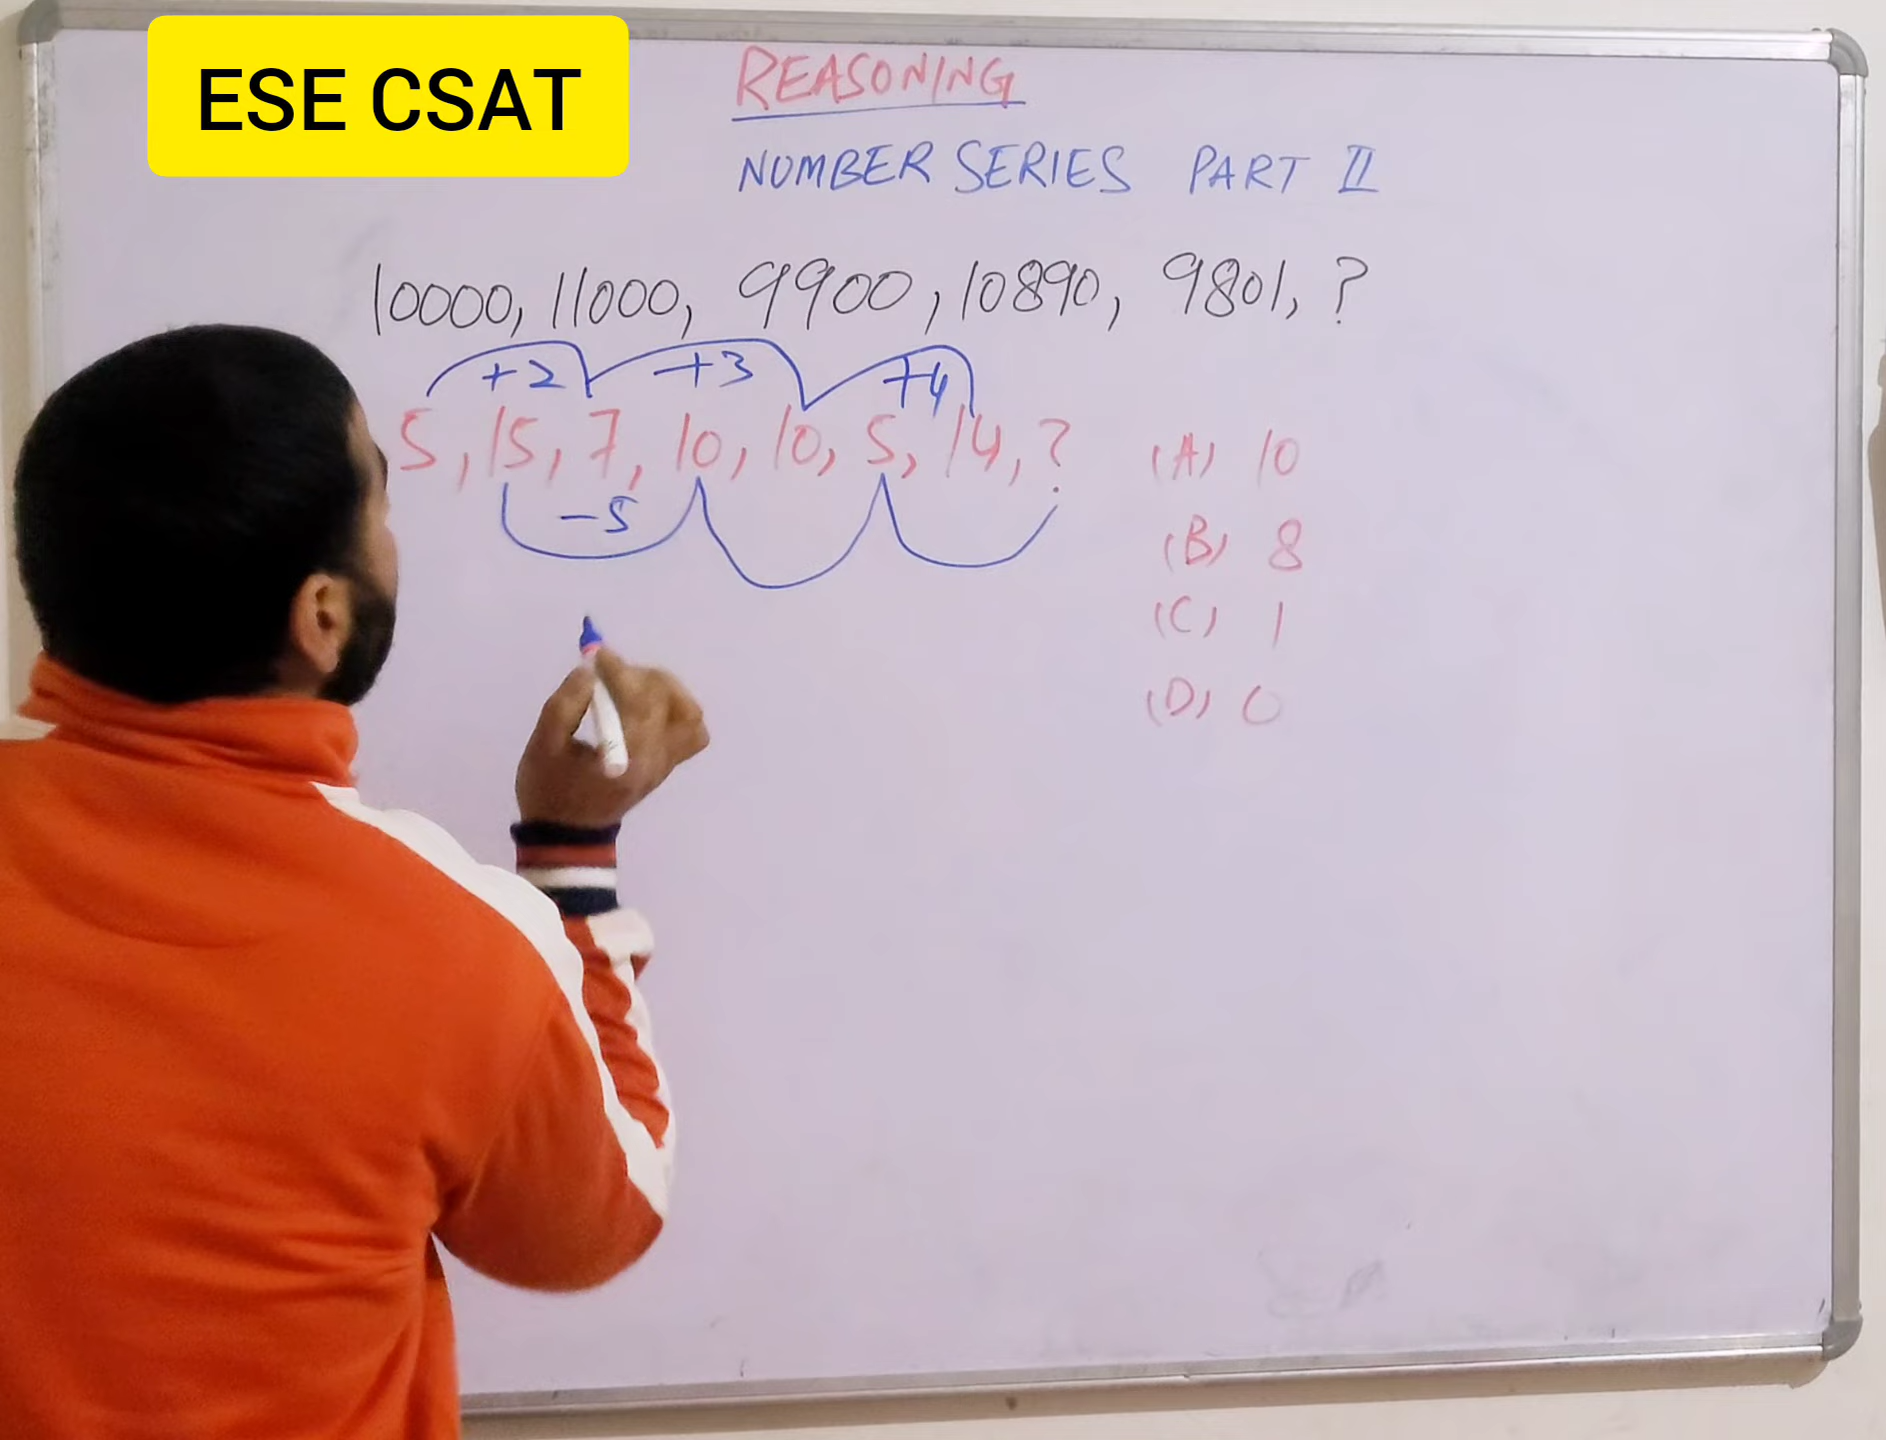 ESE CSAT
REASONING
NUMBER SERIES PART II
10000, 11000, 9900, 10890, 9801, ?
+2 +3 +4
5, 15, 7, 10, 10, 5, 14, ?
-5
(A) 10
(B) 8
(C) 1
(D) 0